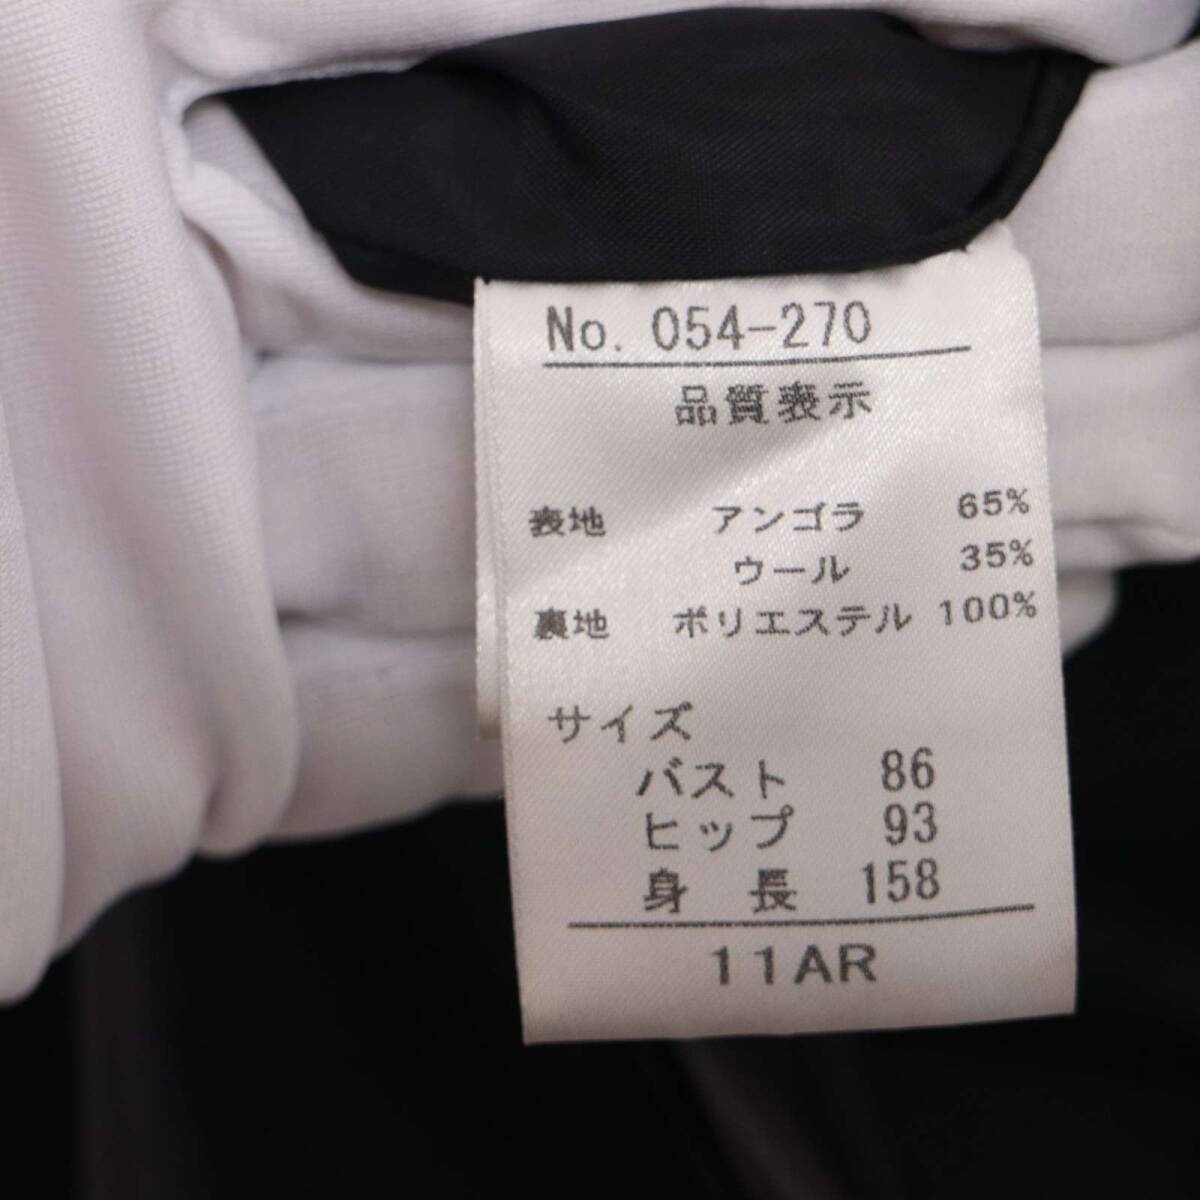 No. 054-270
品質表示
表地 アンゴラ 65%
ウール 35%
裏地 ポリエステル 100%
サイズ
バスト 86
ヒップ 93
身長 158
11AR